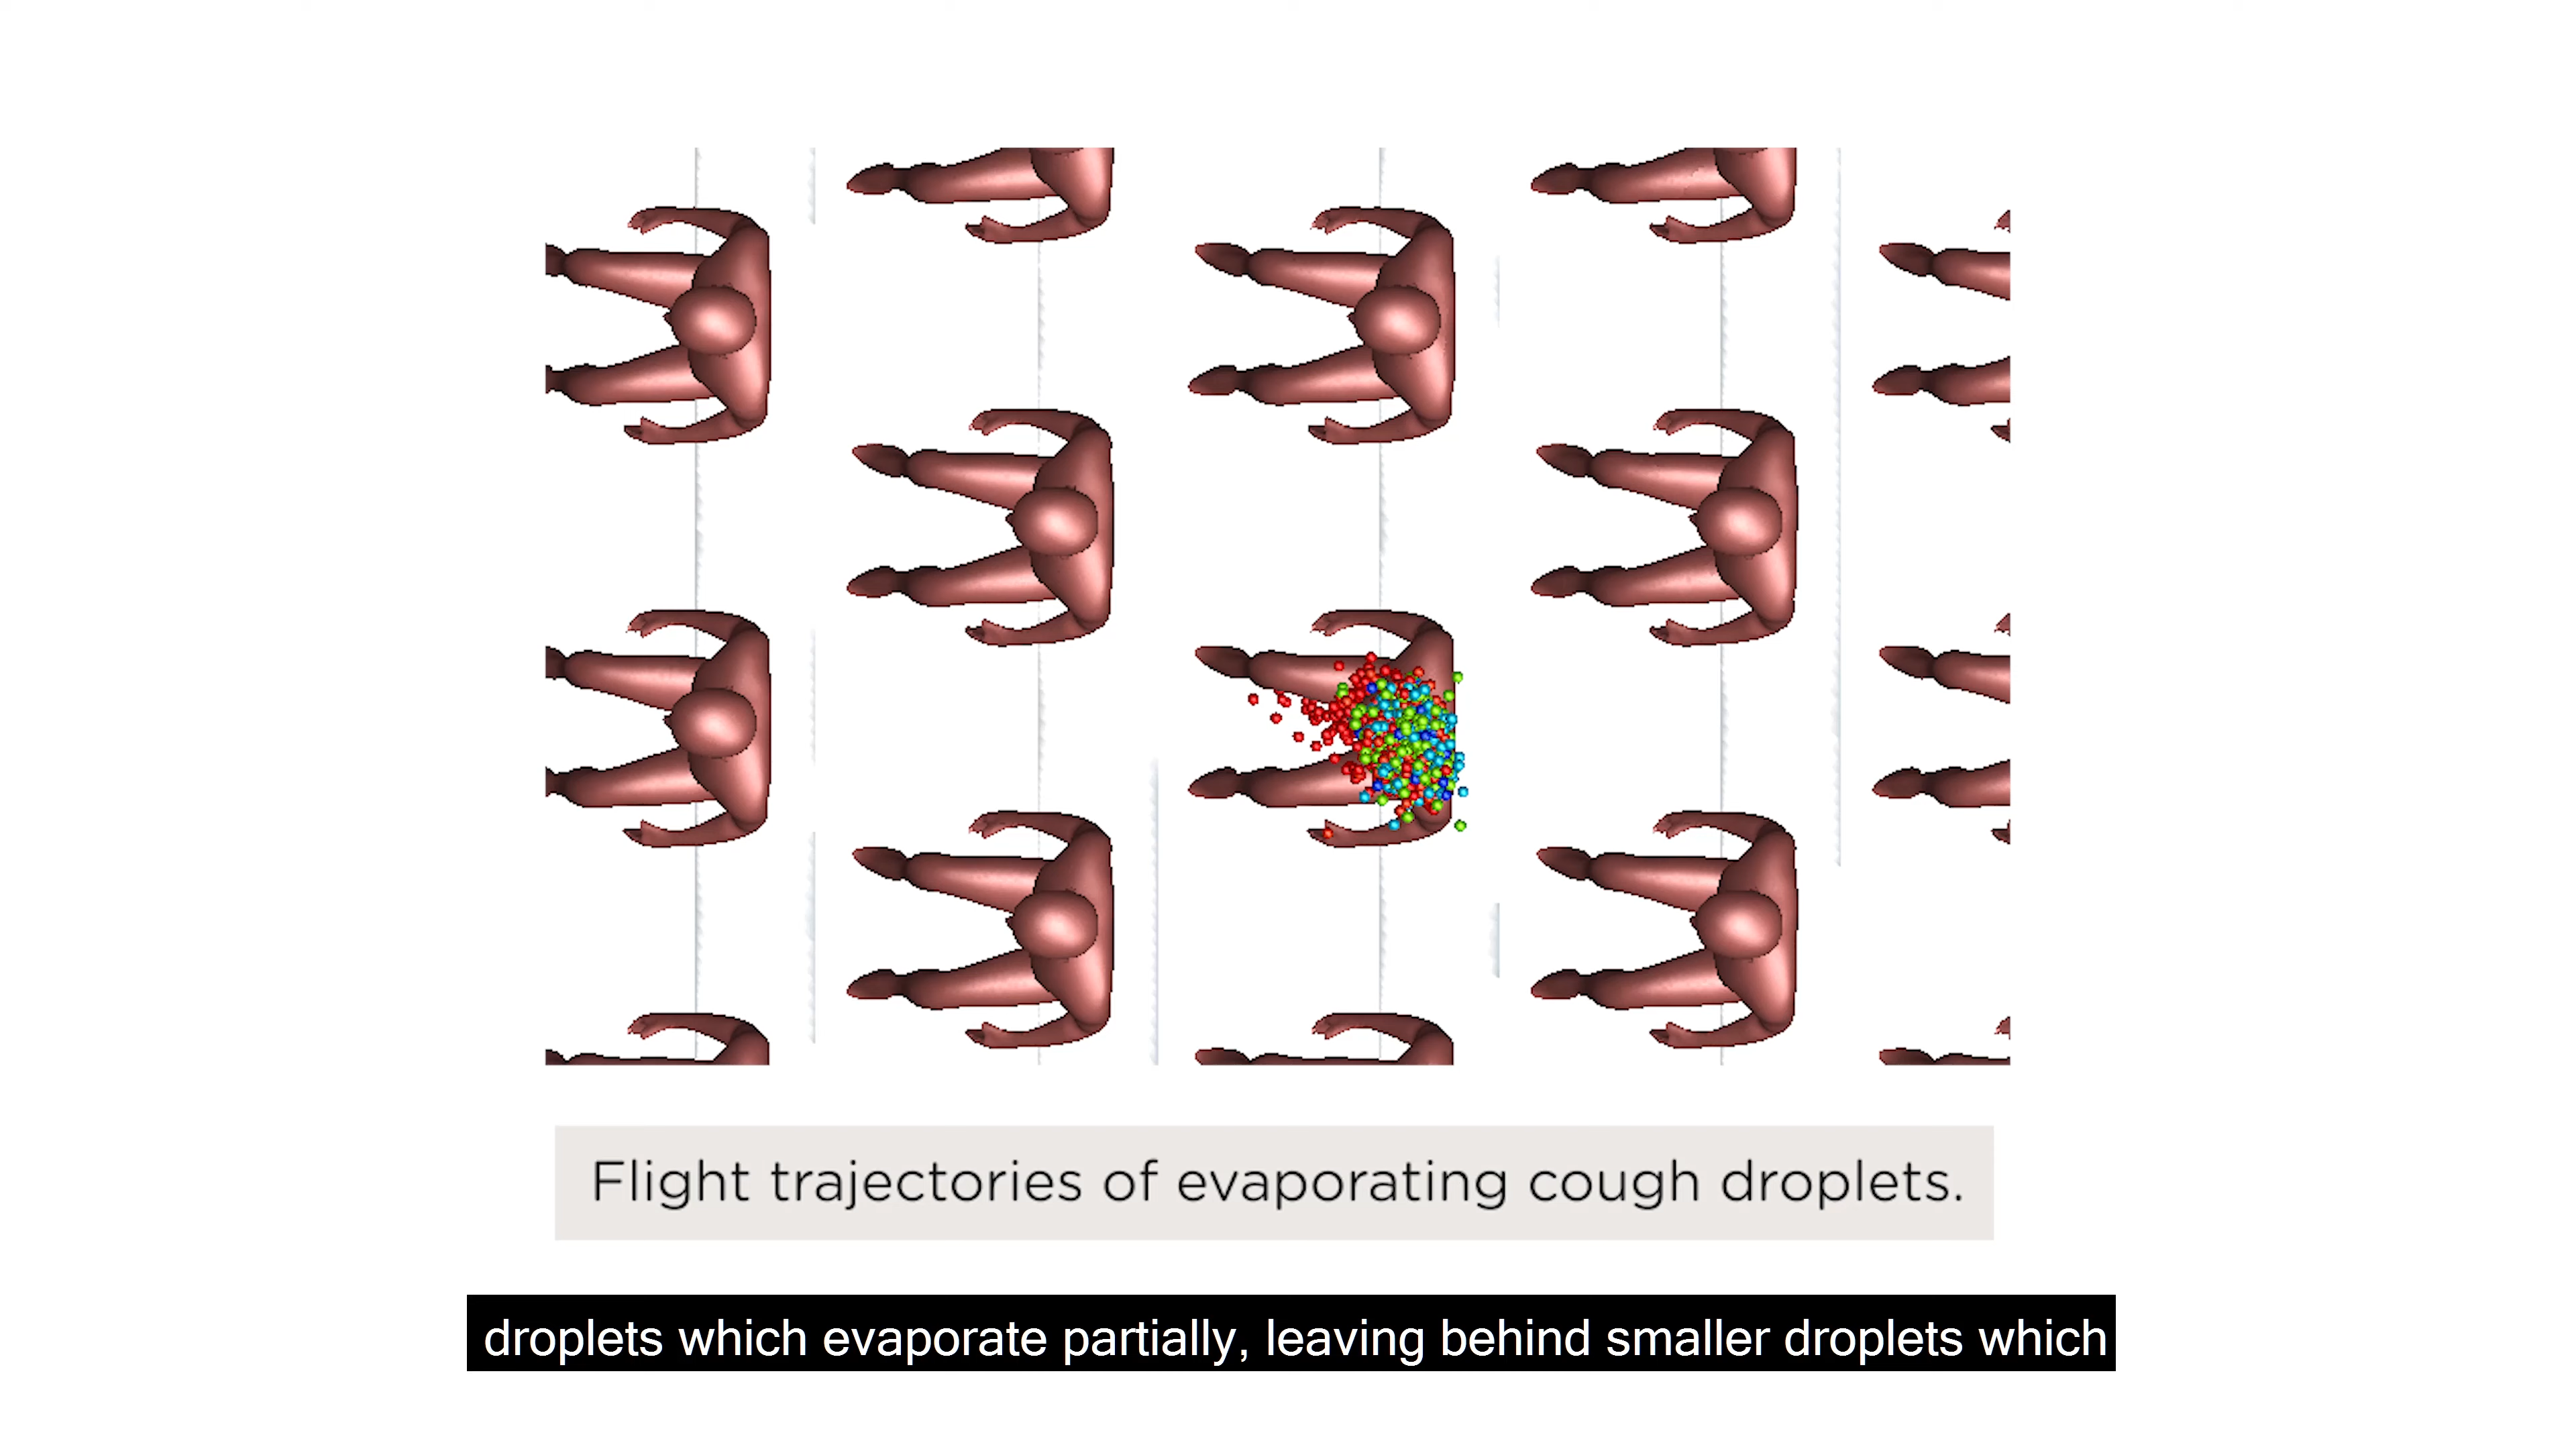 Flight trajectories of evaporating cough droplets.
droplets which evaporate partially, leaving behind smaller droplets which